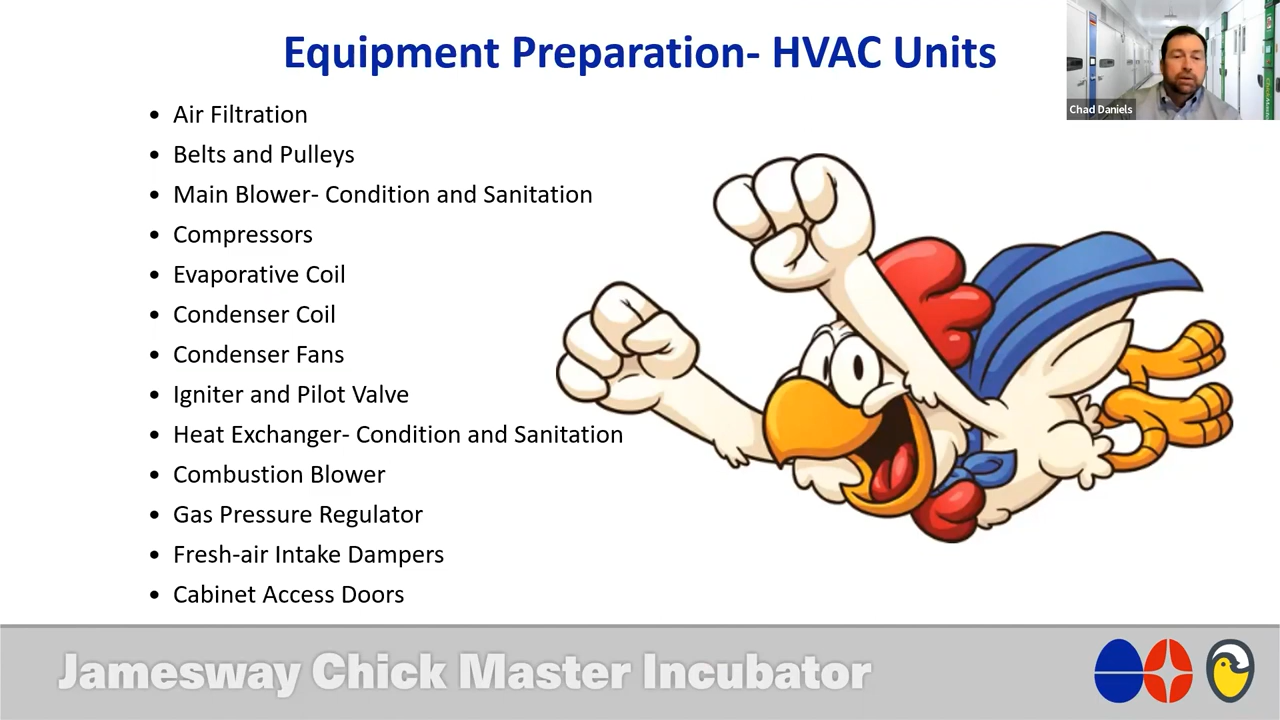 Equipment Preparation- HVAC Units
Chad Daniels
• Air Filtration
• Belts and Pulleys
• Main Blower- Condition and Sanitation
• Compressors
• Evaporative Coil
• Condenser Coil
• Condenser Fans
• Igniter and Pilot Valve
• Heat Exchanger- Condition and Sanitation
• Combustion Blower
• Gas Pressure Regulator
• Fresh-air Intake Dampers
• Cabinet Access Doors
Jamesway Chick Master Incubator